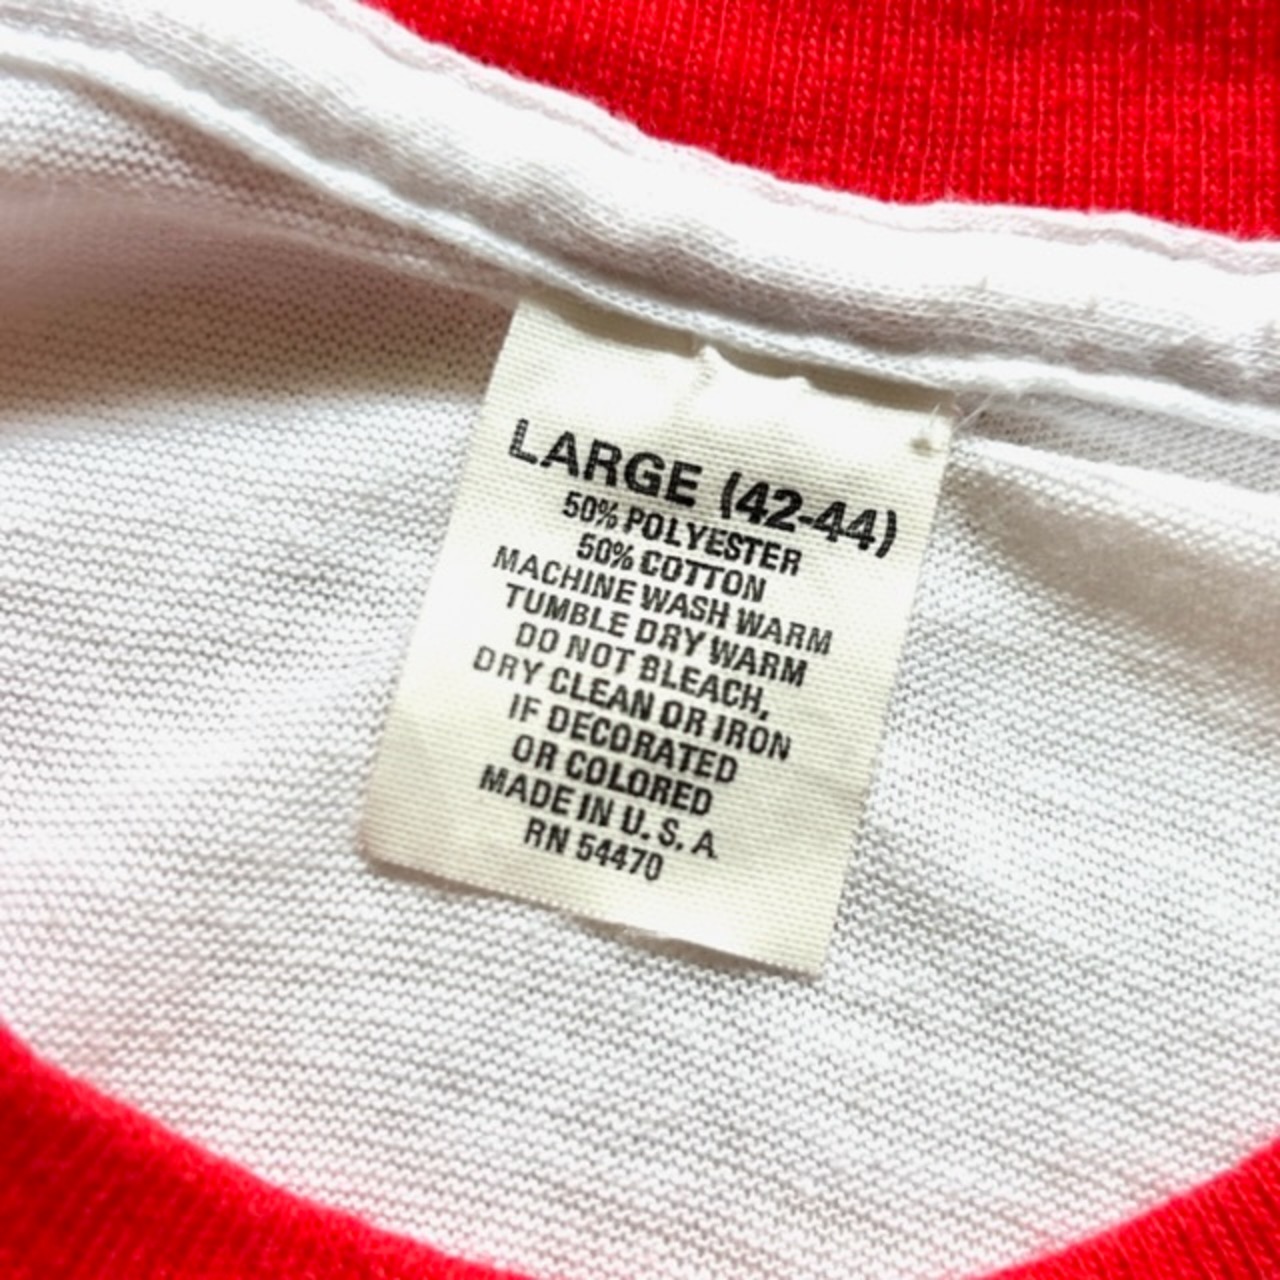 LARGE (42-44)
50% POLYESTER
50% COTTON
MACHINE WASH WARM
TUMBLE DRY WARM
DO NOT BLEACH,
DRY CLEAN OR IRON
IF DECORATED
OR COLORED
MADE IN U.S.A.
RN 54470